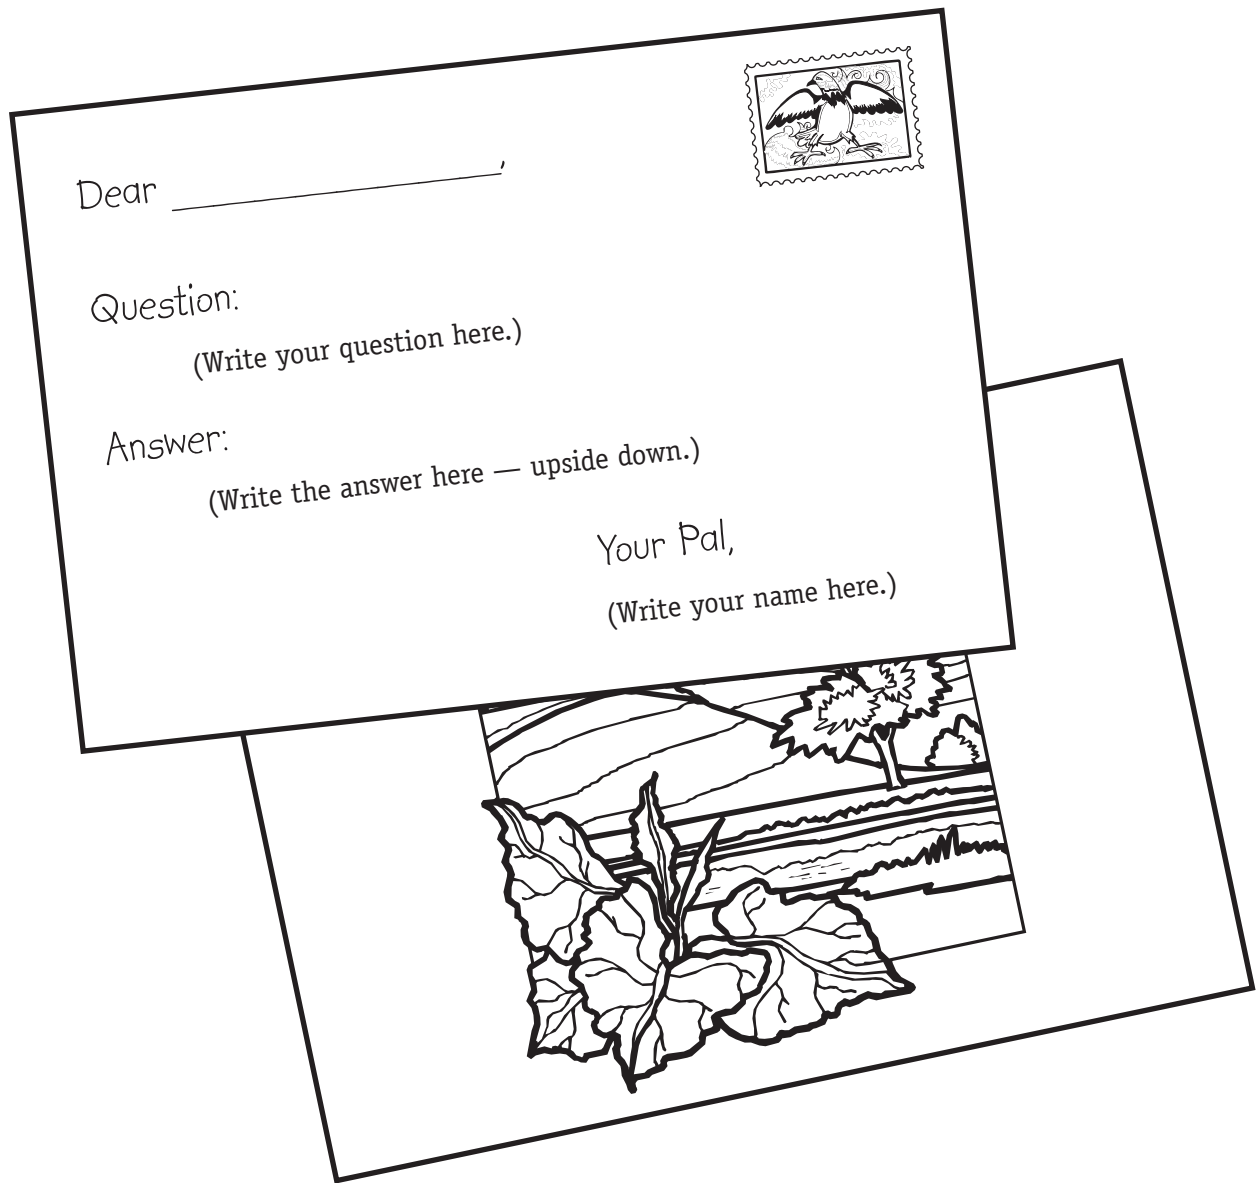 Dear ____________________,
Question:
(Write your question here.)
Answer:
(Write the answer here — upside down.)
Your Pal,
(Write your name here.)